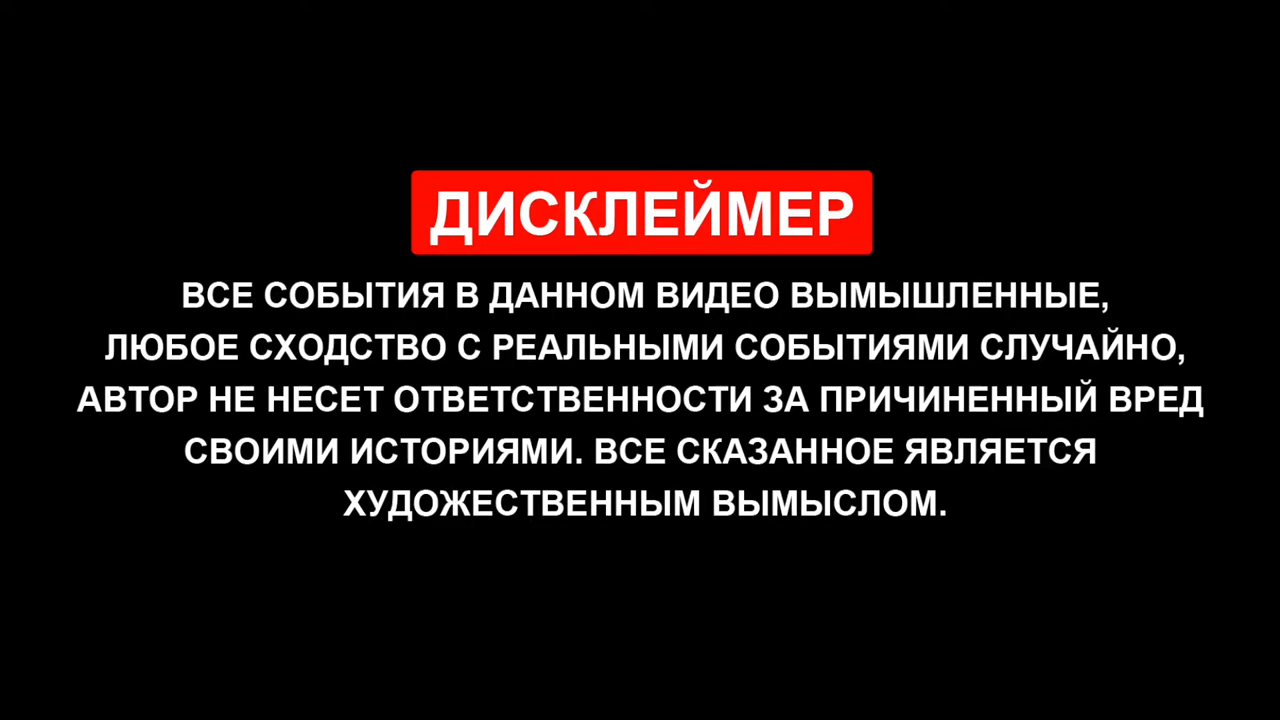 ДИСКЛЕЙМЕР
ВСЕ СОБЫТИЯ В ДАННОМ ВИДЕО ВЫМЫШЛЕННЫЕ,
ЛЮБОЕ СХОДСТВО С РЕАЛЬНЫМИ СОБЫТИЯМИ СЛУЧАЙНО,
АВТОР НЕ НЕСЕТ ОТВЕТСТВЕННОСТИ ЗА ПРИЧИНЕННЫЙ ВРЕД
СВОИМИ ИСТОРИЯМИ. ВСЕ СКАЗАННОЕ ЯВЛЯЕТСЯ
ХУДОЖЕСТВЕННЫМ ВЫМЫСЛОМ.